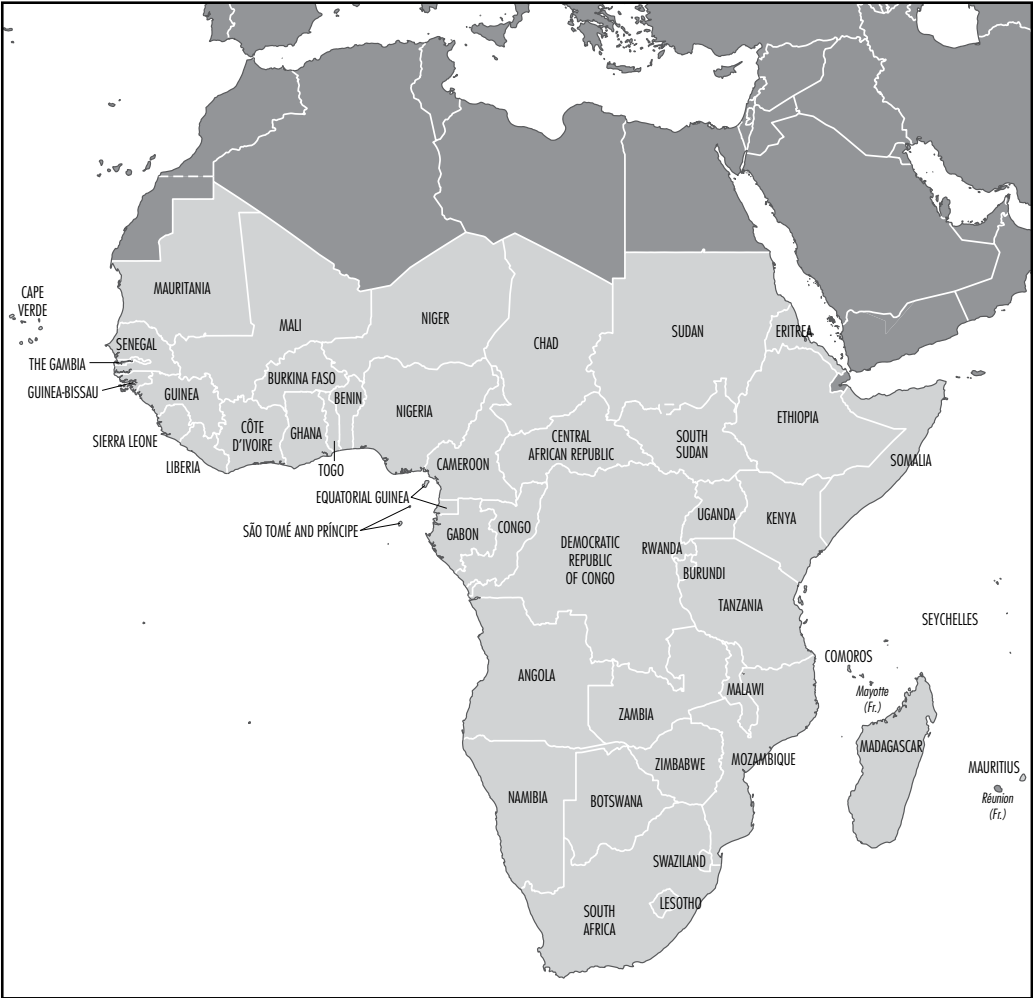 CAPE
VERDE
MAURITANIA
MALI
NIGER
CHAD
SUDAN
ERITREA
SENEGAL
THE GAMBIA
GUINEA-BISSAU
GUINEA
BURKINA FASO
BENIN
NIGERIA
ETHIOPIA
SIERRA LEONE
LIBERIA
CÔTE
D'IVOIRE
GHANA
TOGO
CAMEROON
CENTRAL
AFRICAN REPUBLIC
SOUTH
SUDAN
SOMALIA
EQUATORIAL GUINEA
SÃO TOMÉ AND PRÍNCIPE
GABON
CONGO
DEMOCRATIC
REPUBLIC
OF CONGO
UGANDA
KENYA
RWANDA
BURUNDI
TANZANIA
SEYCHELLES
COMOROS
Mayotte
(Fr.)
ANGOLA
ZAMBIA
MALAWI
MADAGASCAR
MOZAMBIQUE
MAURITIUS
Réunion
(Fr.)
ZIMBABWE
NAMIBIA
BOTSWANA
SWAZILAND
LESOTHO
SOUTH
AFRICA